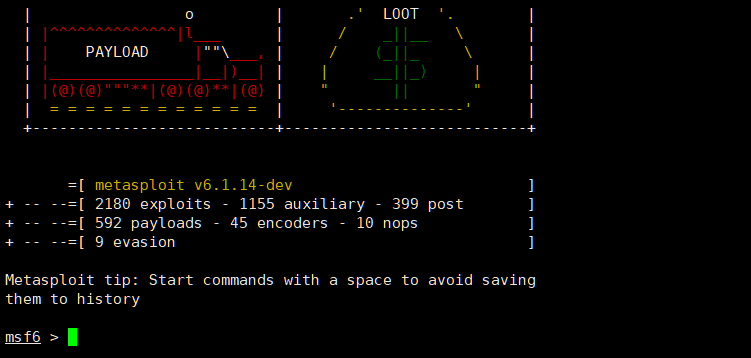 |                 o         |       .'  LOOT  '.        |
  | |^^^^^^^^^^^^^^|l___      |      /    _||__   \       |
  | |    PAYLOAD     |""\___, |     /    (_||_     \      |
  | |________________|__|)__| |    |     __||_)     |     |
  | |(@)(@)"""**|(@)(@)**|(@) |    "       ||       "     |
  |  = = = = = = = = = = = =  |     '--------------'      |
  +---------------------------+---------------------------+
       =[ metasploit v6.1.14-dev                          ]
+ -- --=[ 2180 exploits - 1155 auxiliary - 399 post       ]
+ -- --=[ 592 payloads - 45 encoders - 10 nops            ]
+ -- --=[ 9 evasion                                       ]
Metasploit tip: Start commands with a space to avoid saving
them to history
msf6 >